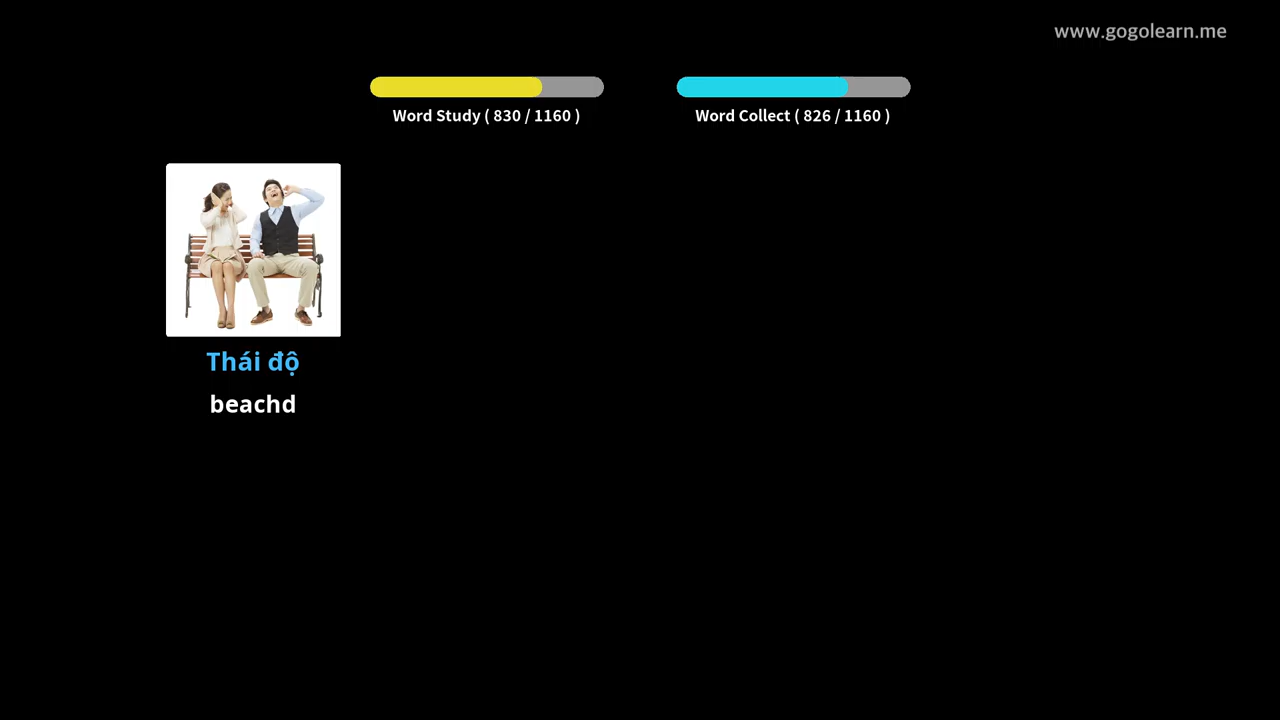 www.gogolearn.me
Word Study ( 830 / 1160 )
Word Collect ( 826 / 1160 )
Thái độ
beachd